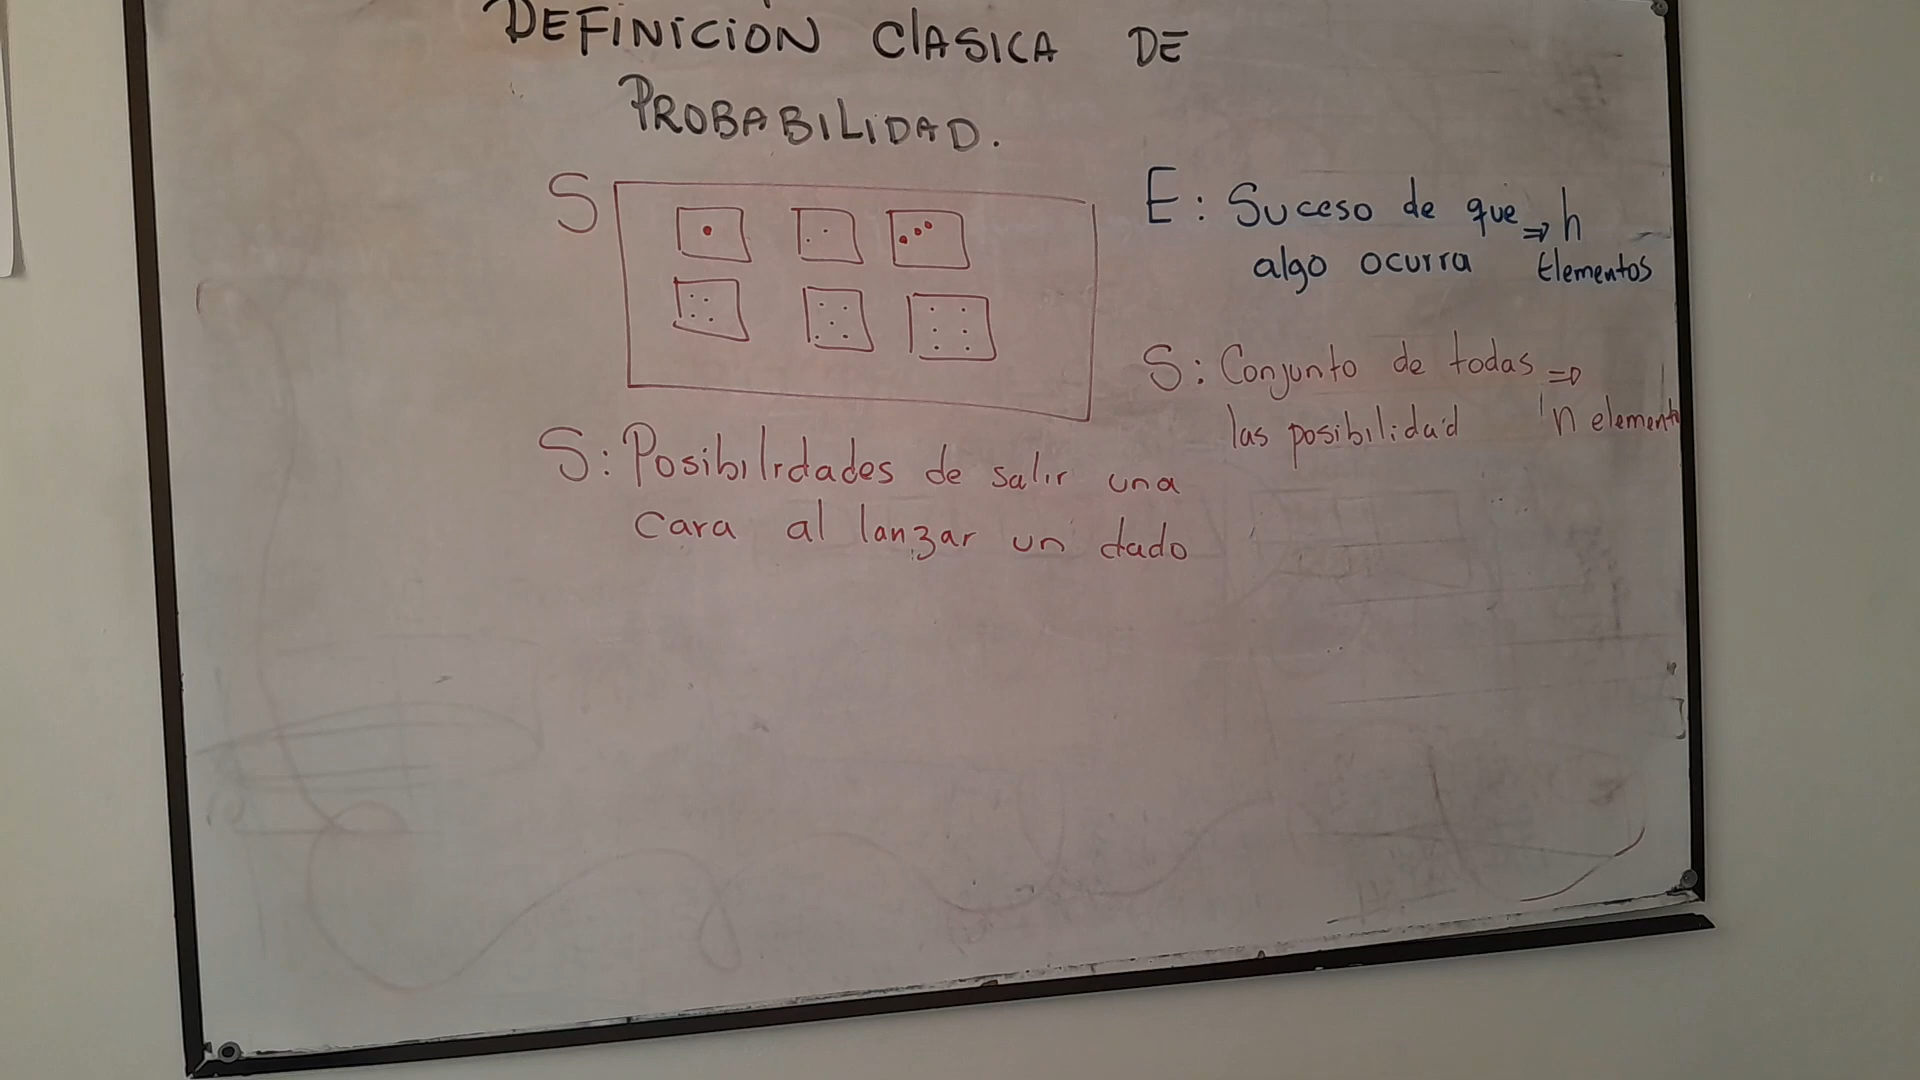 DEFINICION CLASICA DE
PROBABILIDAD.
S
E: Suceso de que => h
algo ocurra Elementos
S: Conjunto de todas =>
las posibilidad n element
S: Posibilidades de salir una
cara al lanzar un dado